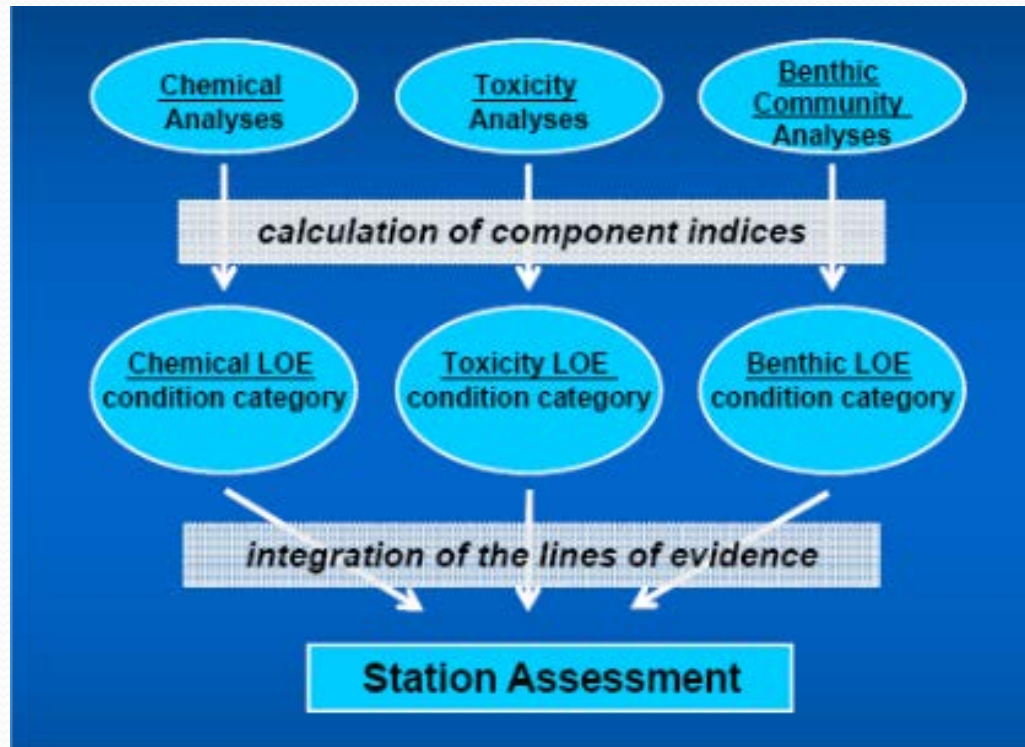 Chemical
Analyses
Toxicity
Analyses
Benthic
Community
Analyses
calculation of component indices
Chemical LOE
condition category
Toxicity LOE
condition category
Benthic LOE
condition category
integration of the lines of evidence
Station Assessment